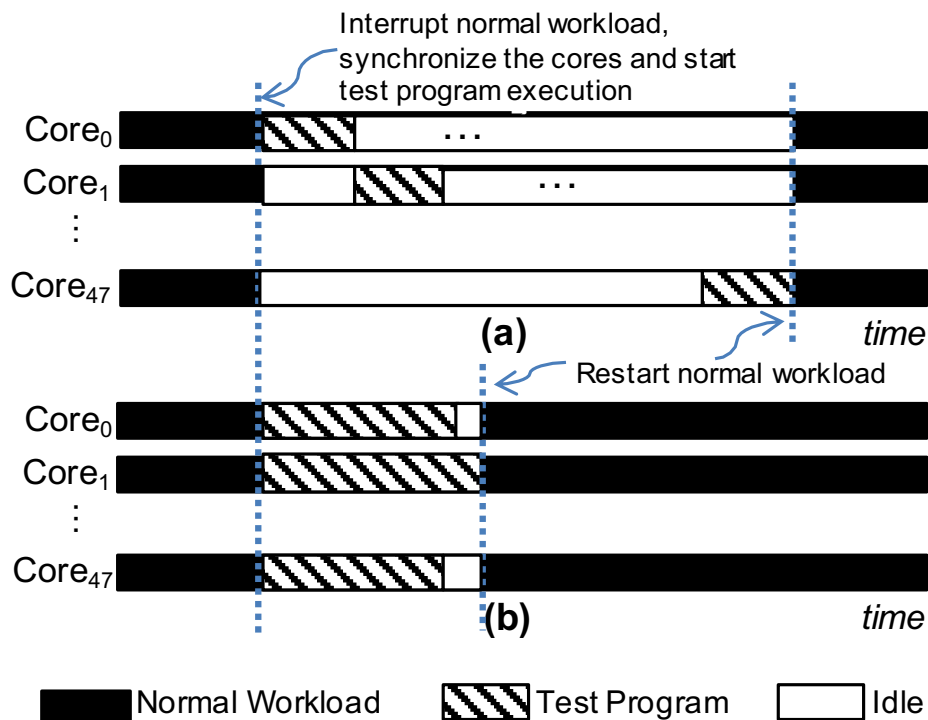 Interrupt normal workload,
synchronize the cores and start
test program execution
Core₀
...
Core₁
...
⋮
Core₄₇
(a)
time
Restart normal workload
Core₀
Core₁
⋮
Core₄₇
(b)
time
Normal Workload
Test Program
Idle